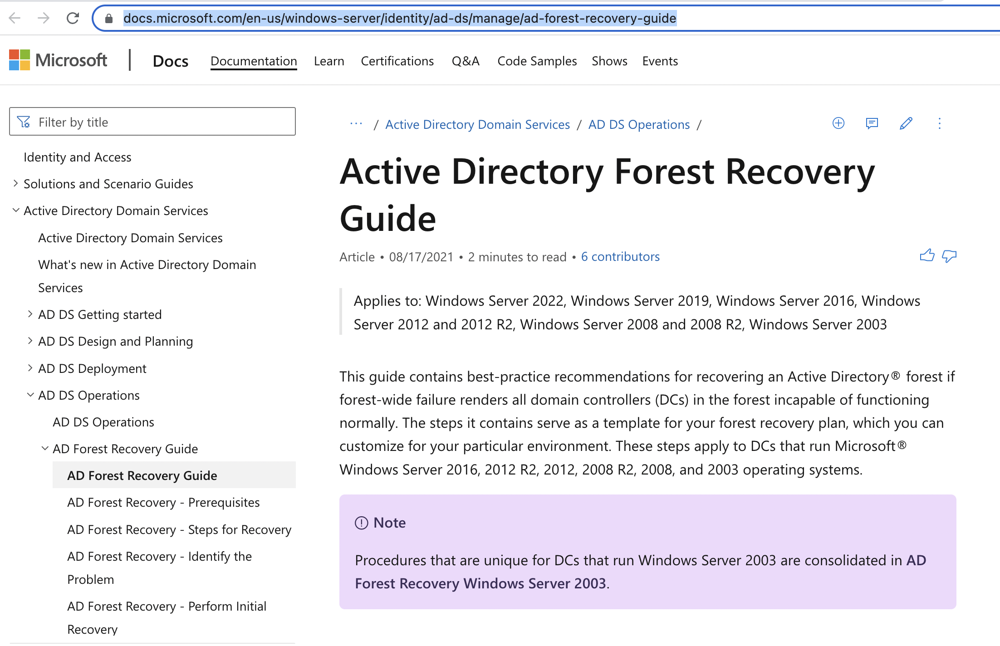 docs.microsoft.com/en-us/windows-server/identity/ad-ds/manage/ad-forest-recovery-guide
Microsoft | Docs Documentation Learn Certifications Q&A Code Samples Shows Events
Filter by title
Identity and Access
Solutions and Scenario Guides
Active Directory Domain Services
Active Directory Domain Services
What's new in Active Directory Domain
Services
AD DS Getting started
AD DS Design and Planning
AD DS Deployment
AD DS Operations
AD DS Operations
AD Forest Recovery Guide
AD Forest Recovery Guide
AD Forest Recovery - Prerequisites
AD Forest Recovery - Steps for Recovery
AD Forest Recovery - Identify the
Problem
AD Forest Recovery - Perform Initial
Recovery
··· / Active Directory Domain Services / AD DS Operations /
Active Directory Forest Recovery
Guide
Article • 08/17/2021 • 2 minutes to read • 6 contributors
Applies to: Windows Server 2022, Windows Server 2019, Windows Server 2016, Windows
Server 2012 and 2012 R2, Windows Server 2008 and 2008 R2, Windows Server 2003
This guide contains best-practice recommendations for recovering an Active Directory® forest if
forest-wide failure renders all domain controllers (DCs) in the forest incapable of functioning
normally. The steps it contains serve as a template for your forest recovery plan, which you can
customize for your particular environment. These steps apply to DCs that run Microsoft®
Windows Server 2016, 2012 R2, 2012, 2008 R2, 2008, and 2003 operating systems.
Note
Procedures that are unique for DCs that run Windows Server 2003 are consolidated in AD
Forest Recovery Windows Server 2003.